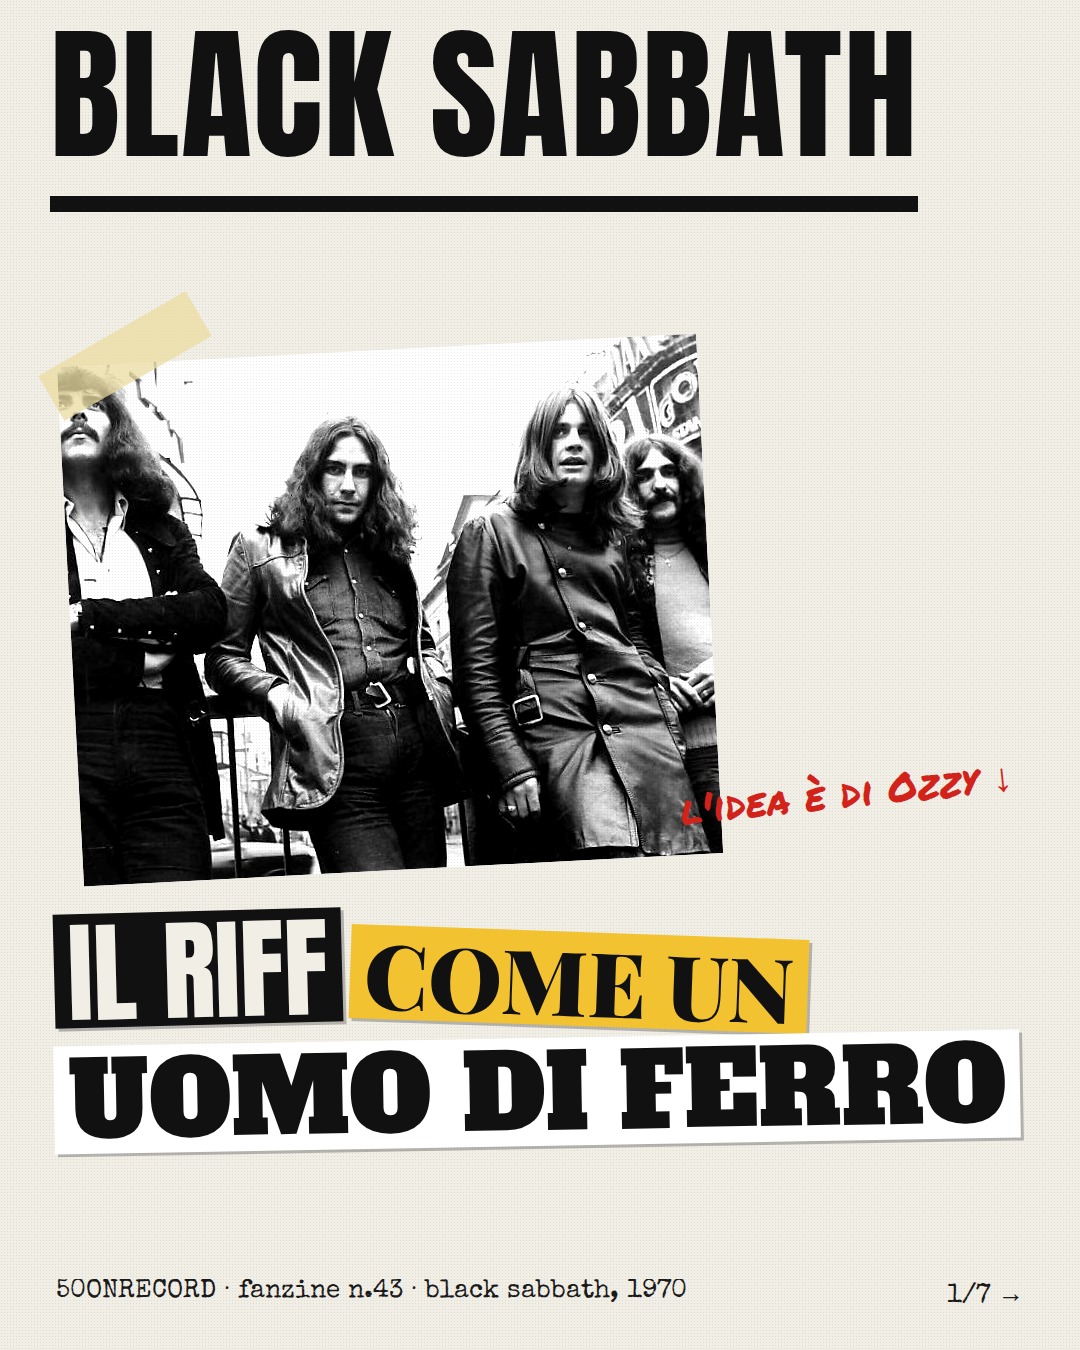 BLACK SABBATH
L'IDEA È DI OZZY ↓
IL RIFF COME UN
UOMO DI FERRO
500NRECORD · fanzine n.43 · black sabbath, 1970
1/7 →